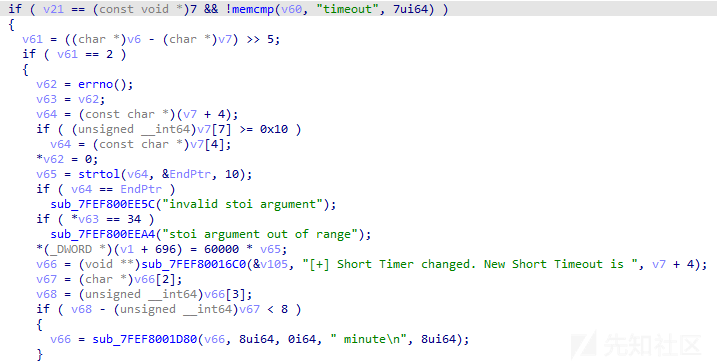 if ( v21 == (const void *)7 && !memcmp(v60, "timeout", 7ui64) )
{
v61 = ((char *)v6 - (char *)v7) >> 5;
if ( v61 == 2 )
{
v62 = errno();
v63 = v62;
v64 = (const char *)(v7 + 4);
if ( (unsigned __int64)v7[7] >= 0x10 )
v64 = (const char *)v7[4];
*v62 = 0;
v65 = strtol(v64, &EndPtr, 10);
if ( v64 == EndPtr )
sub_7FEF800EE5C("invalid stoi argument");
if ( *v63 == 34 )
sub_7FEF800EEA4("stoi argument out of range");
*(_DWORD *)(v1 + 696) = 60000 * v65;
v66 = (void **)sub_7FEF80016C0(&v105, "[+] Short Timer changed. New Short Timeout is ", v7 + 4);
v67 = (char *)v66[2];
v68 = (unsigned __int64)v66[3];
if ( v68 - (unsigned __int64)v67 < 8 )
{
v66 = sub_7FEF8001D80(v66, 8ui64, 0i64, " minute\n", 8ui64);
}
先知社区